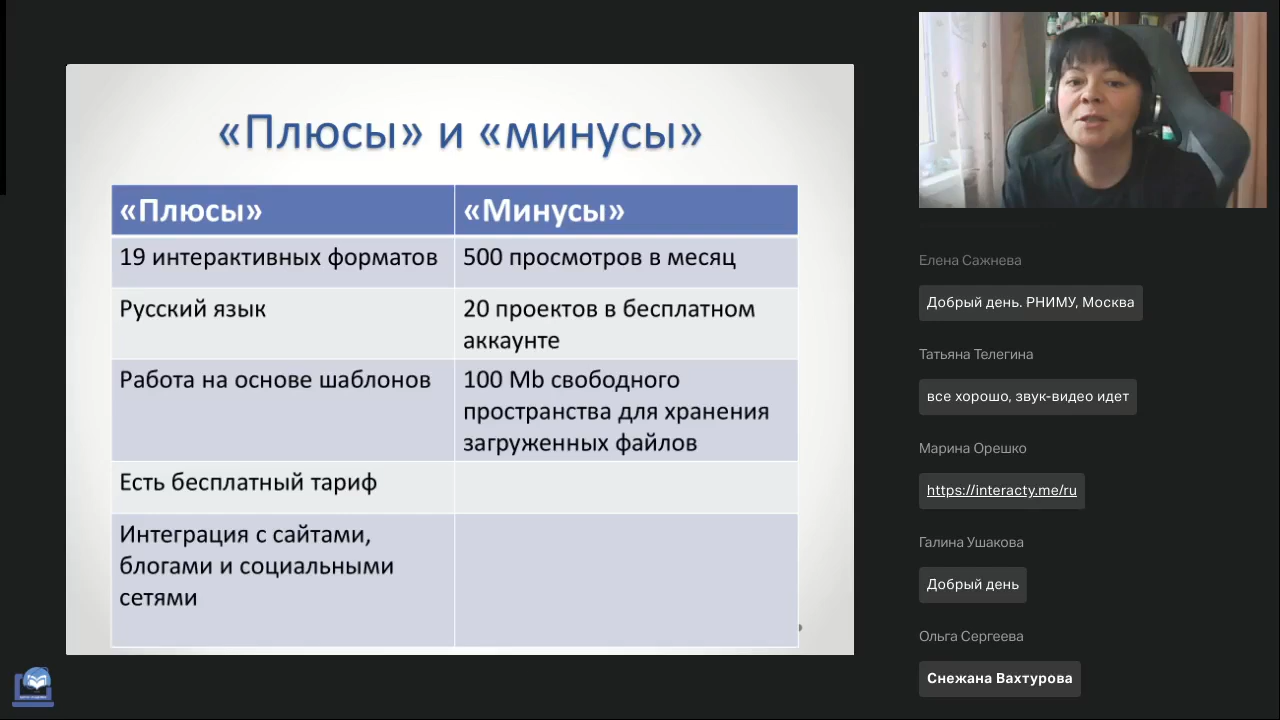 «Плюсы» и «минусы»
«Плюсы»
«Минусы»
19 интерактивных форматов
500 просмотров в месяц
Русский язык
20 проектов в бесплатном
аккаунте
Работа на основе шаблонов
100 Mb свободного
пространства для хранения
загруженных файлов
Есть бесплатный тариф
Интеграция с сайтами,
блогами и социальными
сетями
Елена Сажнева
Добрый день. РНИМУ, Москва
Татьяна Телегина
все хорошо, звук-видео идет
Марина Орешко
https://interacty.me/ru
Галина Ушакова
Добрый день
Ольга Сергеева
Снежана Вахтурова